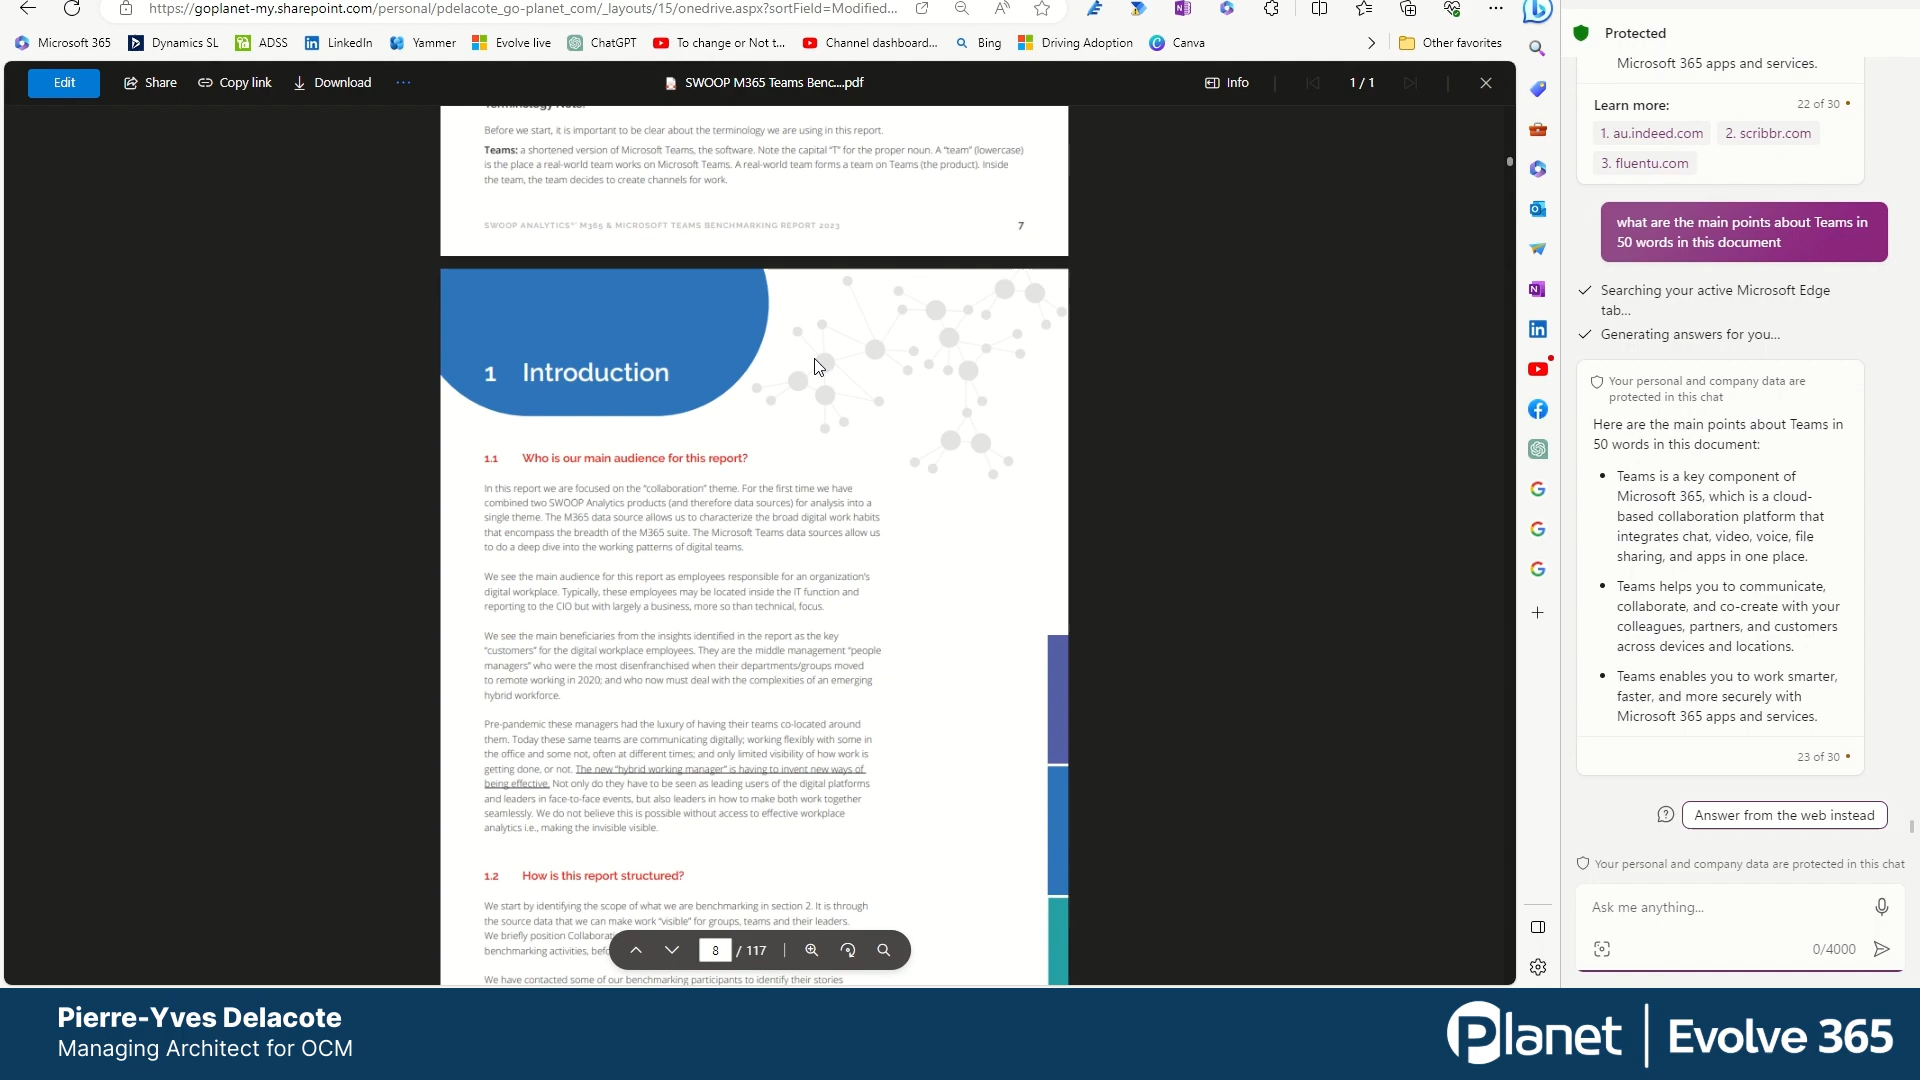 https://goplanet-my.sharepoint.com/personal/pdelacote_go-planet_com/_layouts/15/onedrive.aspx?sortField=Modified...
Microsoft 365
Dynamics SL
ADSS
LinkedIn
Yammer
Evolve live
ChatGPT
To change or Not t...
Channel dashboard...
Bing
Driving Adoption
Canva
Other favorites
Edit
Share
Copy link
Download
...
SWOOP M365 Teams Benc....pdf
Info
1 / 1
Terminology Note:
Before we start, it is important to be clear about the terminology we are using in this report.
Teams: a shortened version of Microsoft Teams, the software. Note the capital "T" for the proper noun. A "team" (lowercase)
is the place a real-world team works on Microsoft Teams. A real-world team forms a team on Teams (the product). Inside
the team, the team decides to create channels for work.
SWOOP ANALYTICS® M365 & MICROSOFT TEAMS BENCHMARKING REPORT 2023
7
1 Introduction
1.1 Who is our main audience for this report?
In this report we are focused on the "collaboration" theme. For the first time we have
combined two SWOOP Analytics products (and therefore data sources) for analysis into a
single theme. The M365 data source allows us to characterize the broad digital work habits
that encompass the breadth of the M365 suite. The Microsoft Teams data sources allow us
to do a deep dive into the working patterns of digital teams.
We see the main audience for this report as employees responsible for an organization's
digital workplace. Typically, these employees may be located inside the IT function and
reporting to the CIO but with largely a business, more so than technical, focus.
We see the main beneficiaries from the insights identified in the report as the key
"customers" for the digital workplace employees. They are the middle management "people
managers" who were the most disenfranchised when their departments/groups moved
to remote working in 2020; and who now must deal with the complexities of an emerging
hybrid workforce.
Pre-pandemic these managers had the luxury of having their teams co-located around
them. Today these same teams are communicating digitally; working flexibly with some in
the office and some not, often at different times; and only limited visibility of how work is
getting done, or not. The new "hybrid working manager" is having to invent new ways of
being effective. Not only do they have to be seen as leading users of the digital platforms
and leaders in face-to-face events, but also leaders in how to make both work together
seamlessly. We do not believe this is possible without access to effective workplace
analytics i.e., making the invisible visible.
1.2 How is this report structured?
We start by identifying the scope of what we are benchmarking in section 2. It is through
the source data that we can make work "visible" for groups, teams and their leaders.
We briefly position Collaborati
benchmarking activities, befo
We have contacted some of our benchmarking participants to identify their stories
8 / 117
Protected
Microsoft 365 apps and services.
Learn more:
22 of 30
1. au.indeed.com
2. scribbr.com
3. fluentu.com
what are the main points about Teams in
50 words in this document
Searching your active Microsoft Edge
tab...
Generating answers for you...
Your personal and company data are
protected in this chat
Here are the main points about Teams in
50 words in this document:
• Teams is a key component of
Microsoft 365, which is a cloud-
based collaboration platform that
integrates chat, video, voice, file
sharing, and apps in one place.
• Teams helps you to communicate,
collaborate, and co-create with your
colleagues, partners, and customers
across devices and locations.
• Teams enables you to work smarter,
faster, and more securely with
Microsoft 365 apps and services.
23 of 30
Answer from the web instead
Your personal and company data are protected in this chat
Ask me anything...
0/4000
Pierre-Yves Delacote
Managing Architect for OCM
Planet | Evolve 365